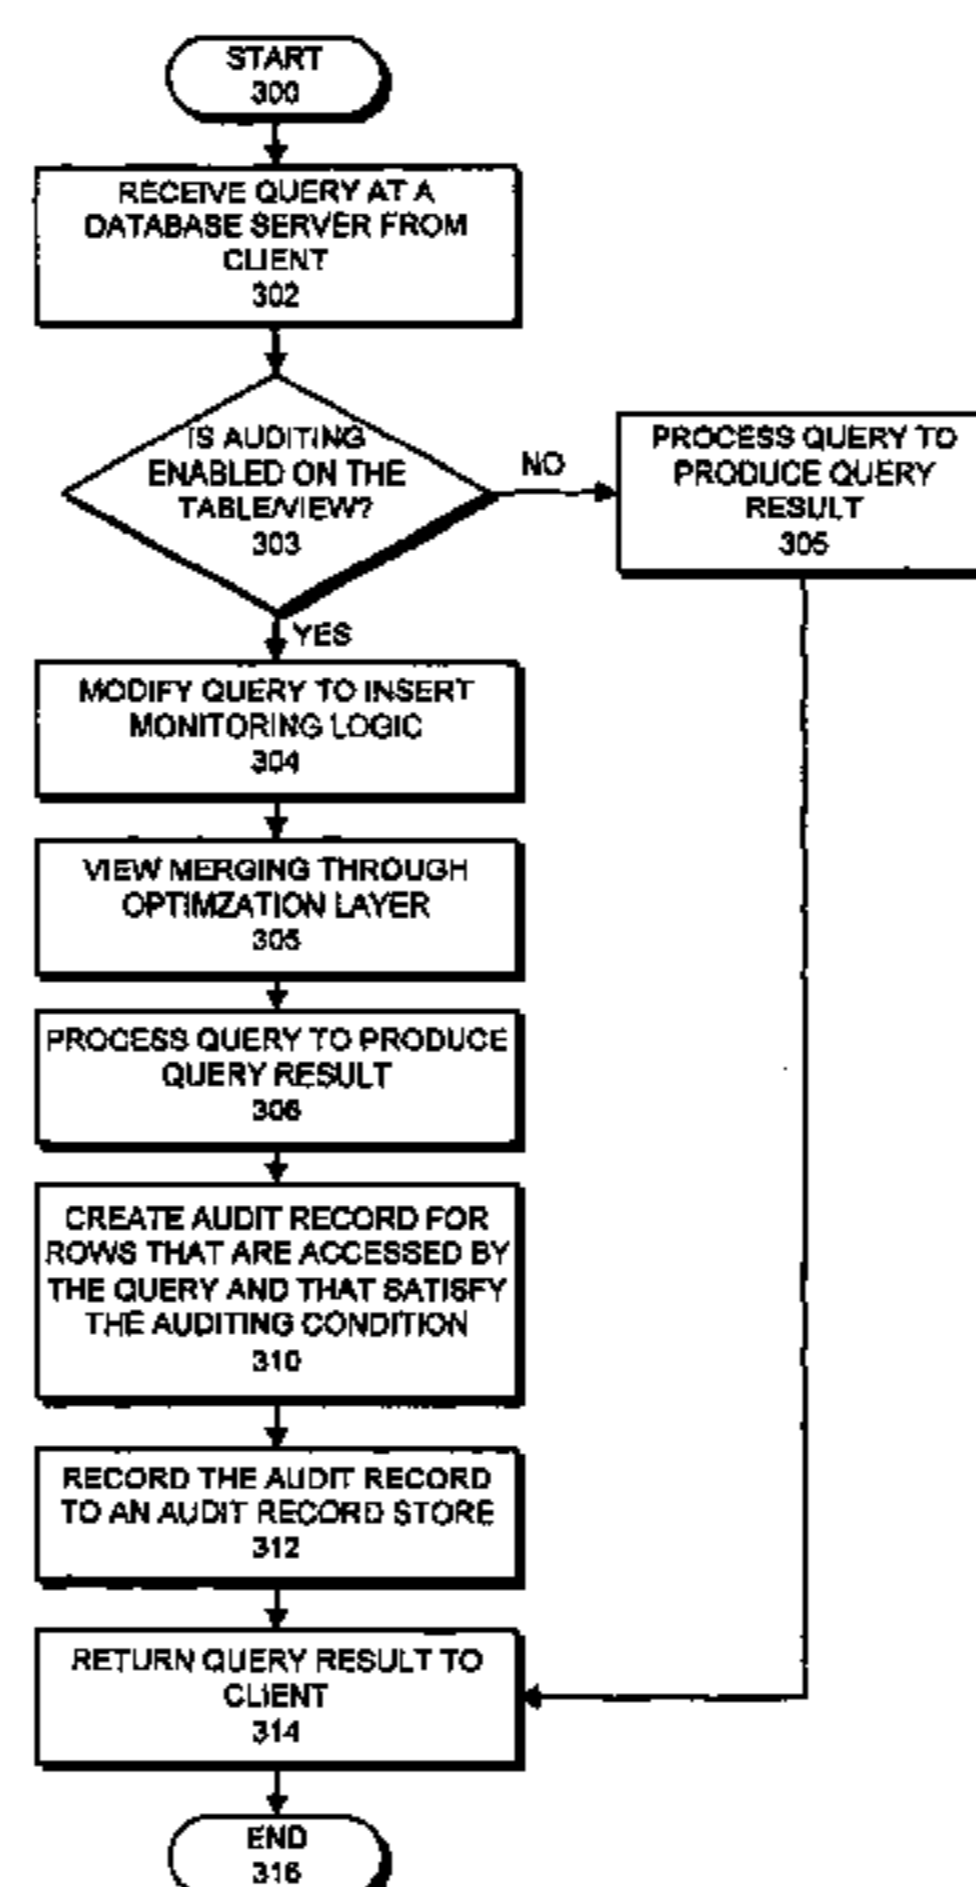 START
300
RECEIVE QUERY AT A
DATABASE SERVER FROM
CLIENT
302
IS AUDITING
ENABLED ON THE
TABLE/VIEW?
303
NO
PROCESS QUERY TO
PRODUCE QUERY
RESULT
305
YES
MODIFY QUERY TO INSERT
MONITORING LOGIC
304
VIEW MERGING THROUGH
OPTIMZATION LAYER
305
PROCESS QUERY TO PRODUCE
QUERY RESULT
306
CREATE AUDIT RECORD FOR
ROWS THAT ARE ACCESSED BY
THE QUERY AND THAT SATISFY
THE AUDITING CONDITION
310
RECORD THE AUDIT RECORD
TO AN AUDIT RECORD STORE
312
RETURN QUERY RESULT TO
CLIENT
314
END
316